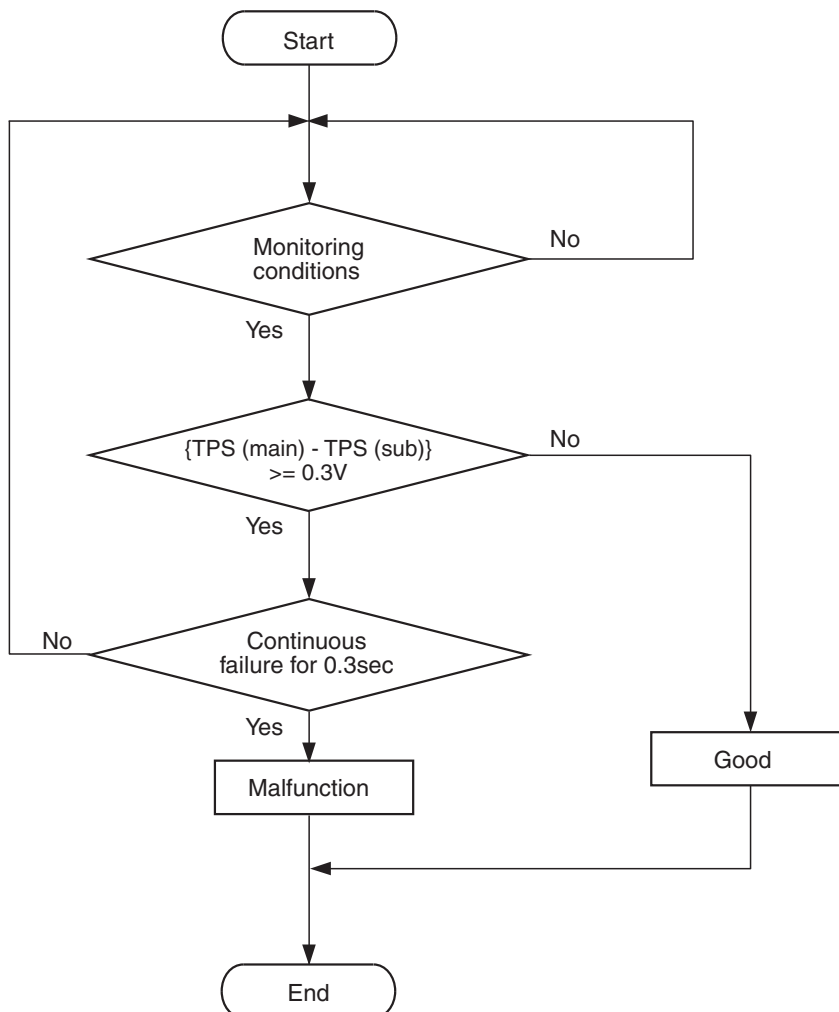 Start
Monitoring
conditions
No
Yes
{TPS (main) - TPS (sub)}
>= 0.3V
No
Yes
Continuous
failure for 0.3sec
No
Yes
Malfunction
Good
End